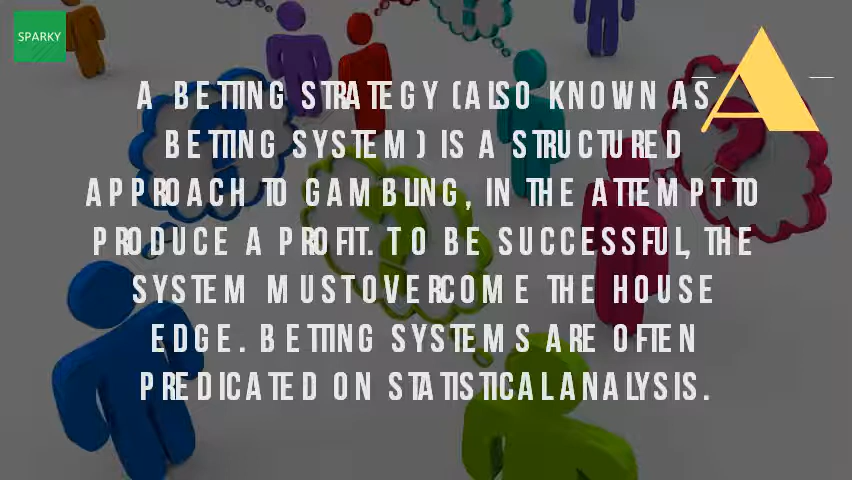 SPARKY
A
A BETTING STRATEGY (ALSO KNOWN AS
BETTING SYSTEM) IS A STRUCTURED
APPROACH TO GAMBLING, IN THE ATTEMPT TO
PRODUCE A PROFIT. TO BE SUCCESSFUL, THE
SYSTEM MUST OVERCOME THE HOUSE
EDGE. BETTING SYSTEMS ARE OFTEN
PREDICATED ON STATISTICAL ANALYSIS.